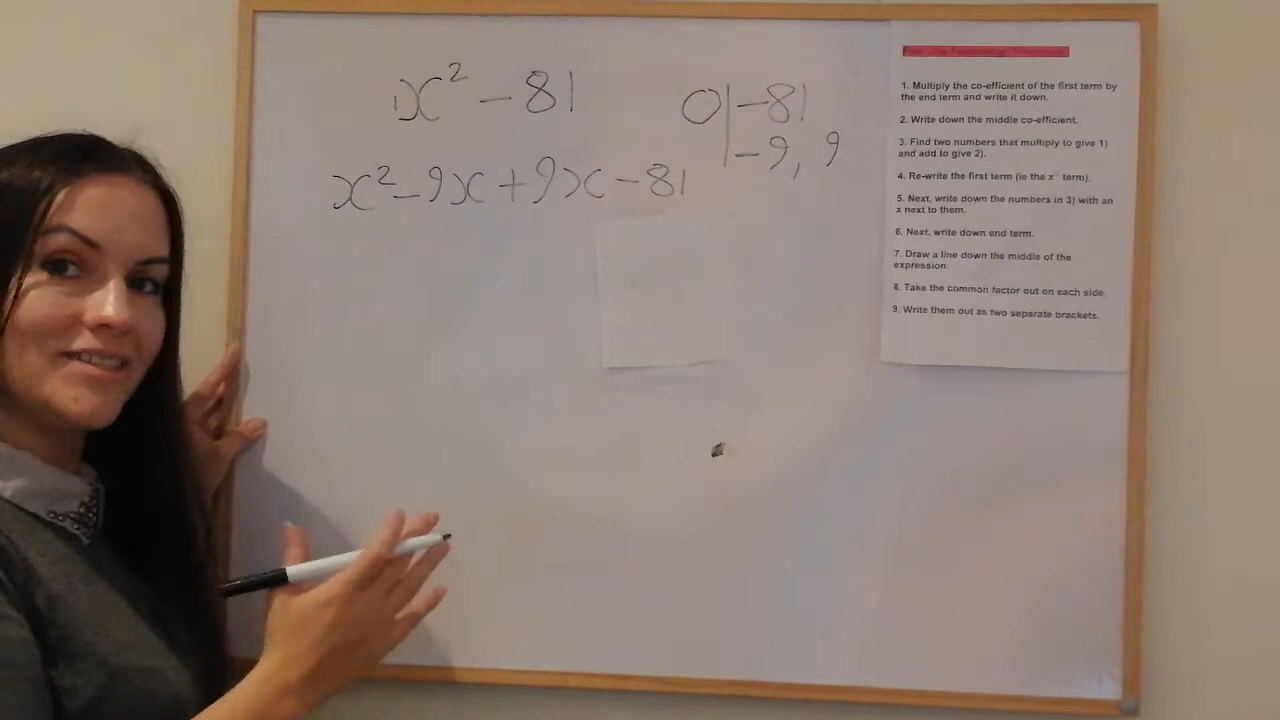 x² - 81
0 | -81
-9, 9
x² - 9x + 9x - 81
1. Multiply the co-efficient of the first term by
the end term and write it down.
2. Write down the middle co-efficient.
3. Find two numbers that multiply to give 1)
and add to give 2).
4. Re-write the first term (ie the x² term).
5. Next, write down the numbers in 3) with an
x next to them.
6. Next, write down end term.
7. Draw a line down the middle of the
expression.
8. Take the common factor out on each side.
9. Write them out as two separate brackets.